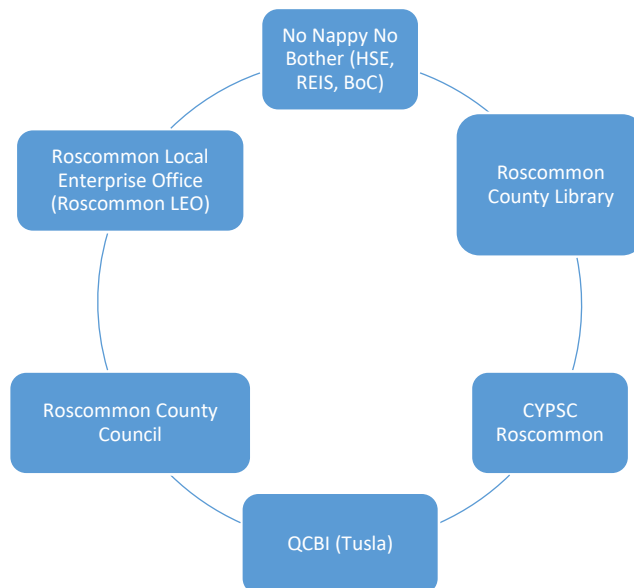 No Nappy No
Bother (HSE,
REIS, BoC)
Roscommon
County Library
CYPSC
Roscommon
QCBI (Tusla)
Roscommon County
Council
Roscommon Local
Enterprise Office
(Roscommon LEO)